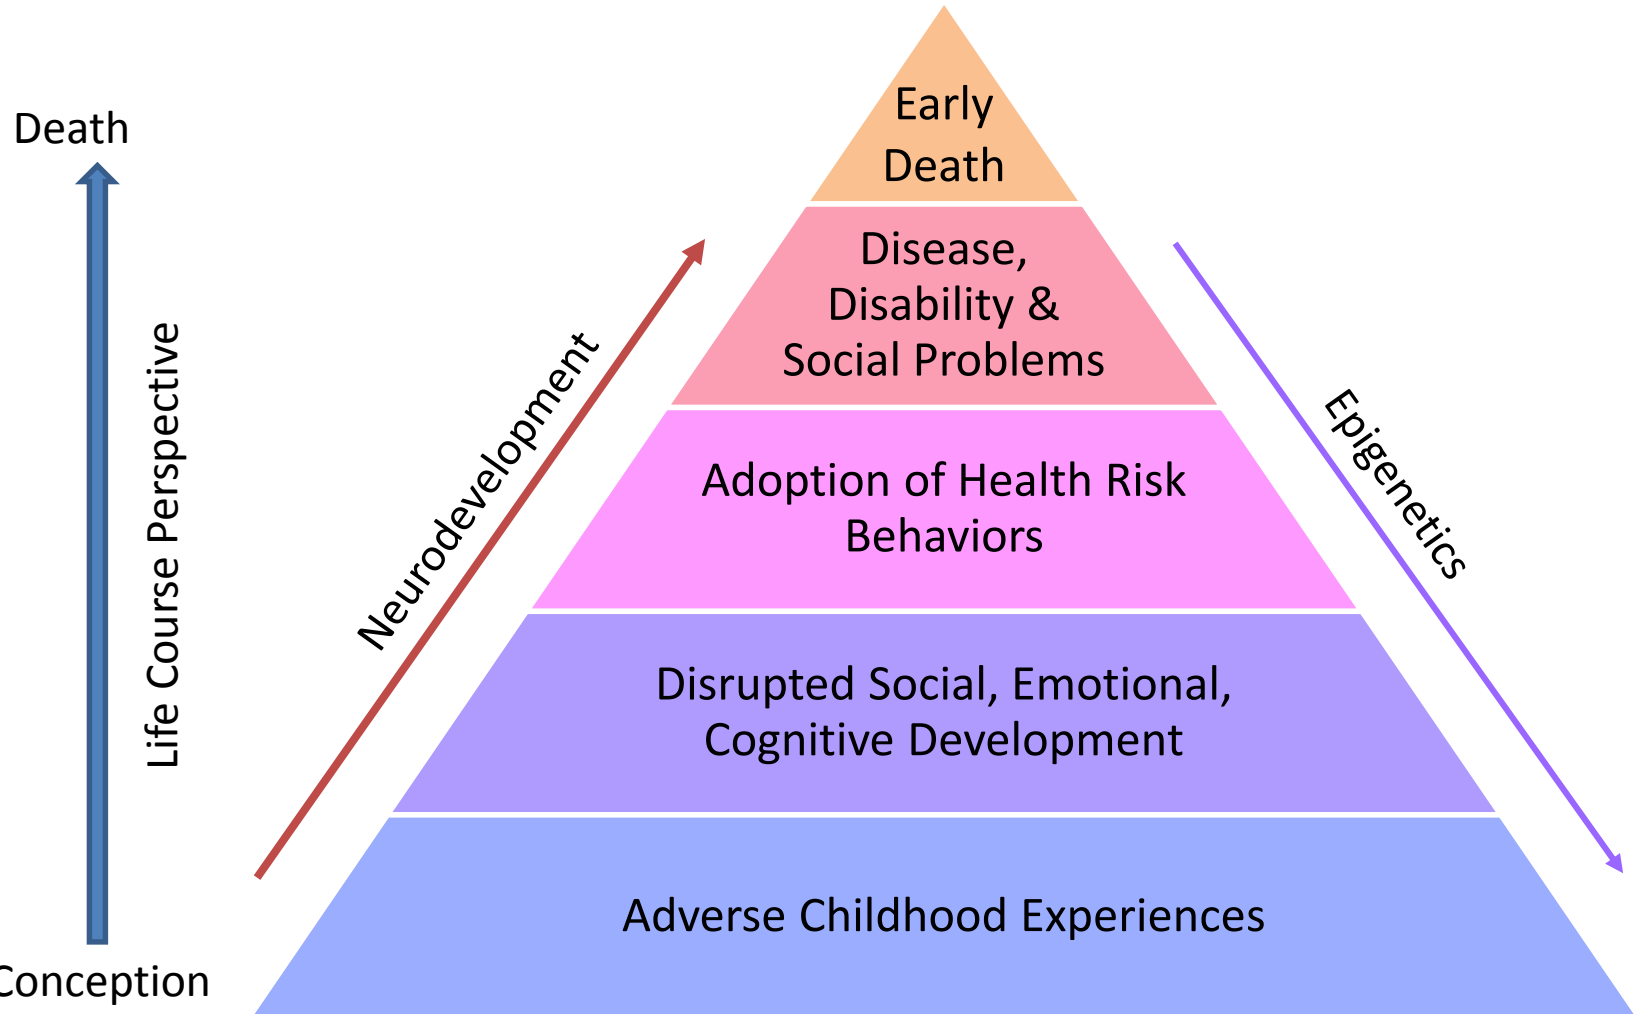 Death
Life Course Perspective
Conception
Neurodevelopment
Early
Death
Disease,
Disability &
Social Problems
Adoption of Health Risk
Behaviors
Disrupted Social, Emotional,
Cognitive Development
Adverse Childhood Experiences
Epigenetics